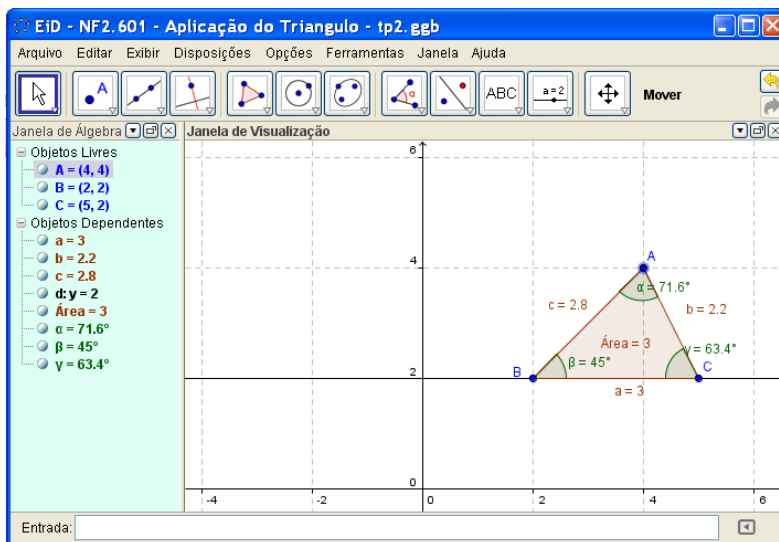 EiD - NF2.601 - Aplicação do Triangulo - tp2.ggb
Arquivo Editar Exibir Disposições Opções Ferramentas Janela Ajuda
A
α
ABC
a=2
Mover
Janela de Álgebra
Janela de Visualização
Objetos Livres
A = (4, 4)
B = (2, 2)
C = (5, 2)
Objetos Dependentes
a = 3
b = 2.2
c = 2.8
d: y = 2
Área = 3
α = 71.6°
β = 45°
γ = 63.4°
6
4
A
α = 71.6°
c = 2.8
b = 2.2
Área = 3
γ = 63.4°
β = 45°
B
C
2
a = 3
0
-4 -2 0 2 4 6
Entrada: